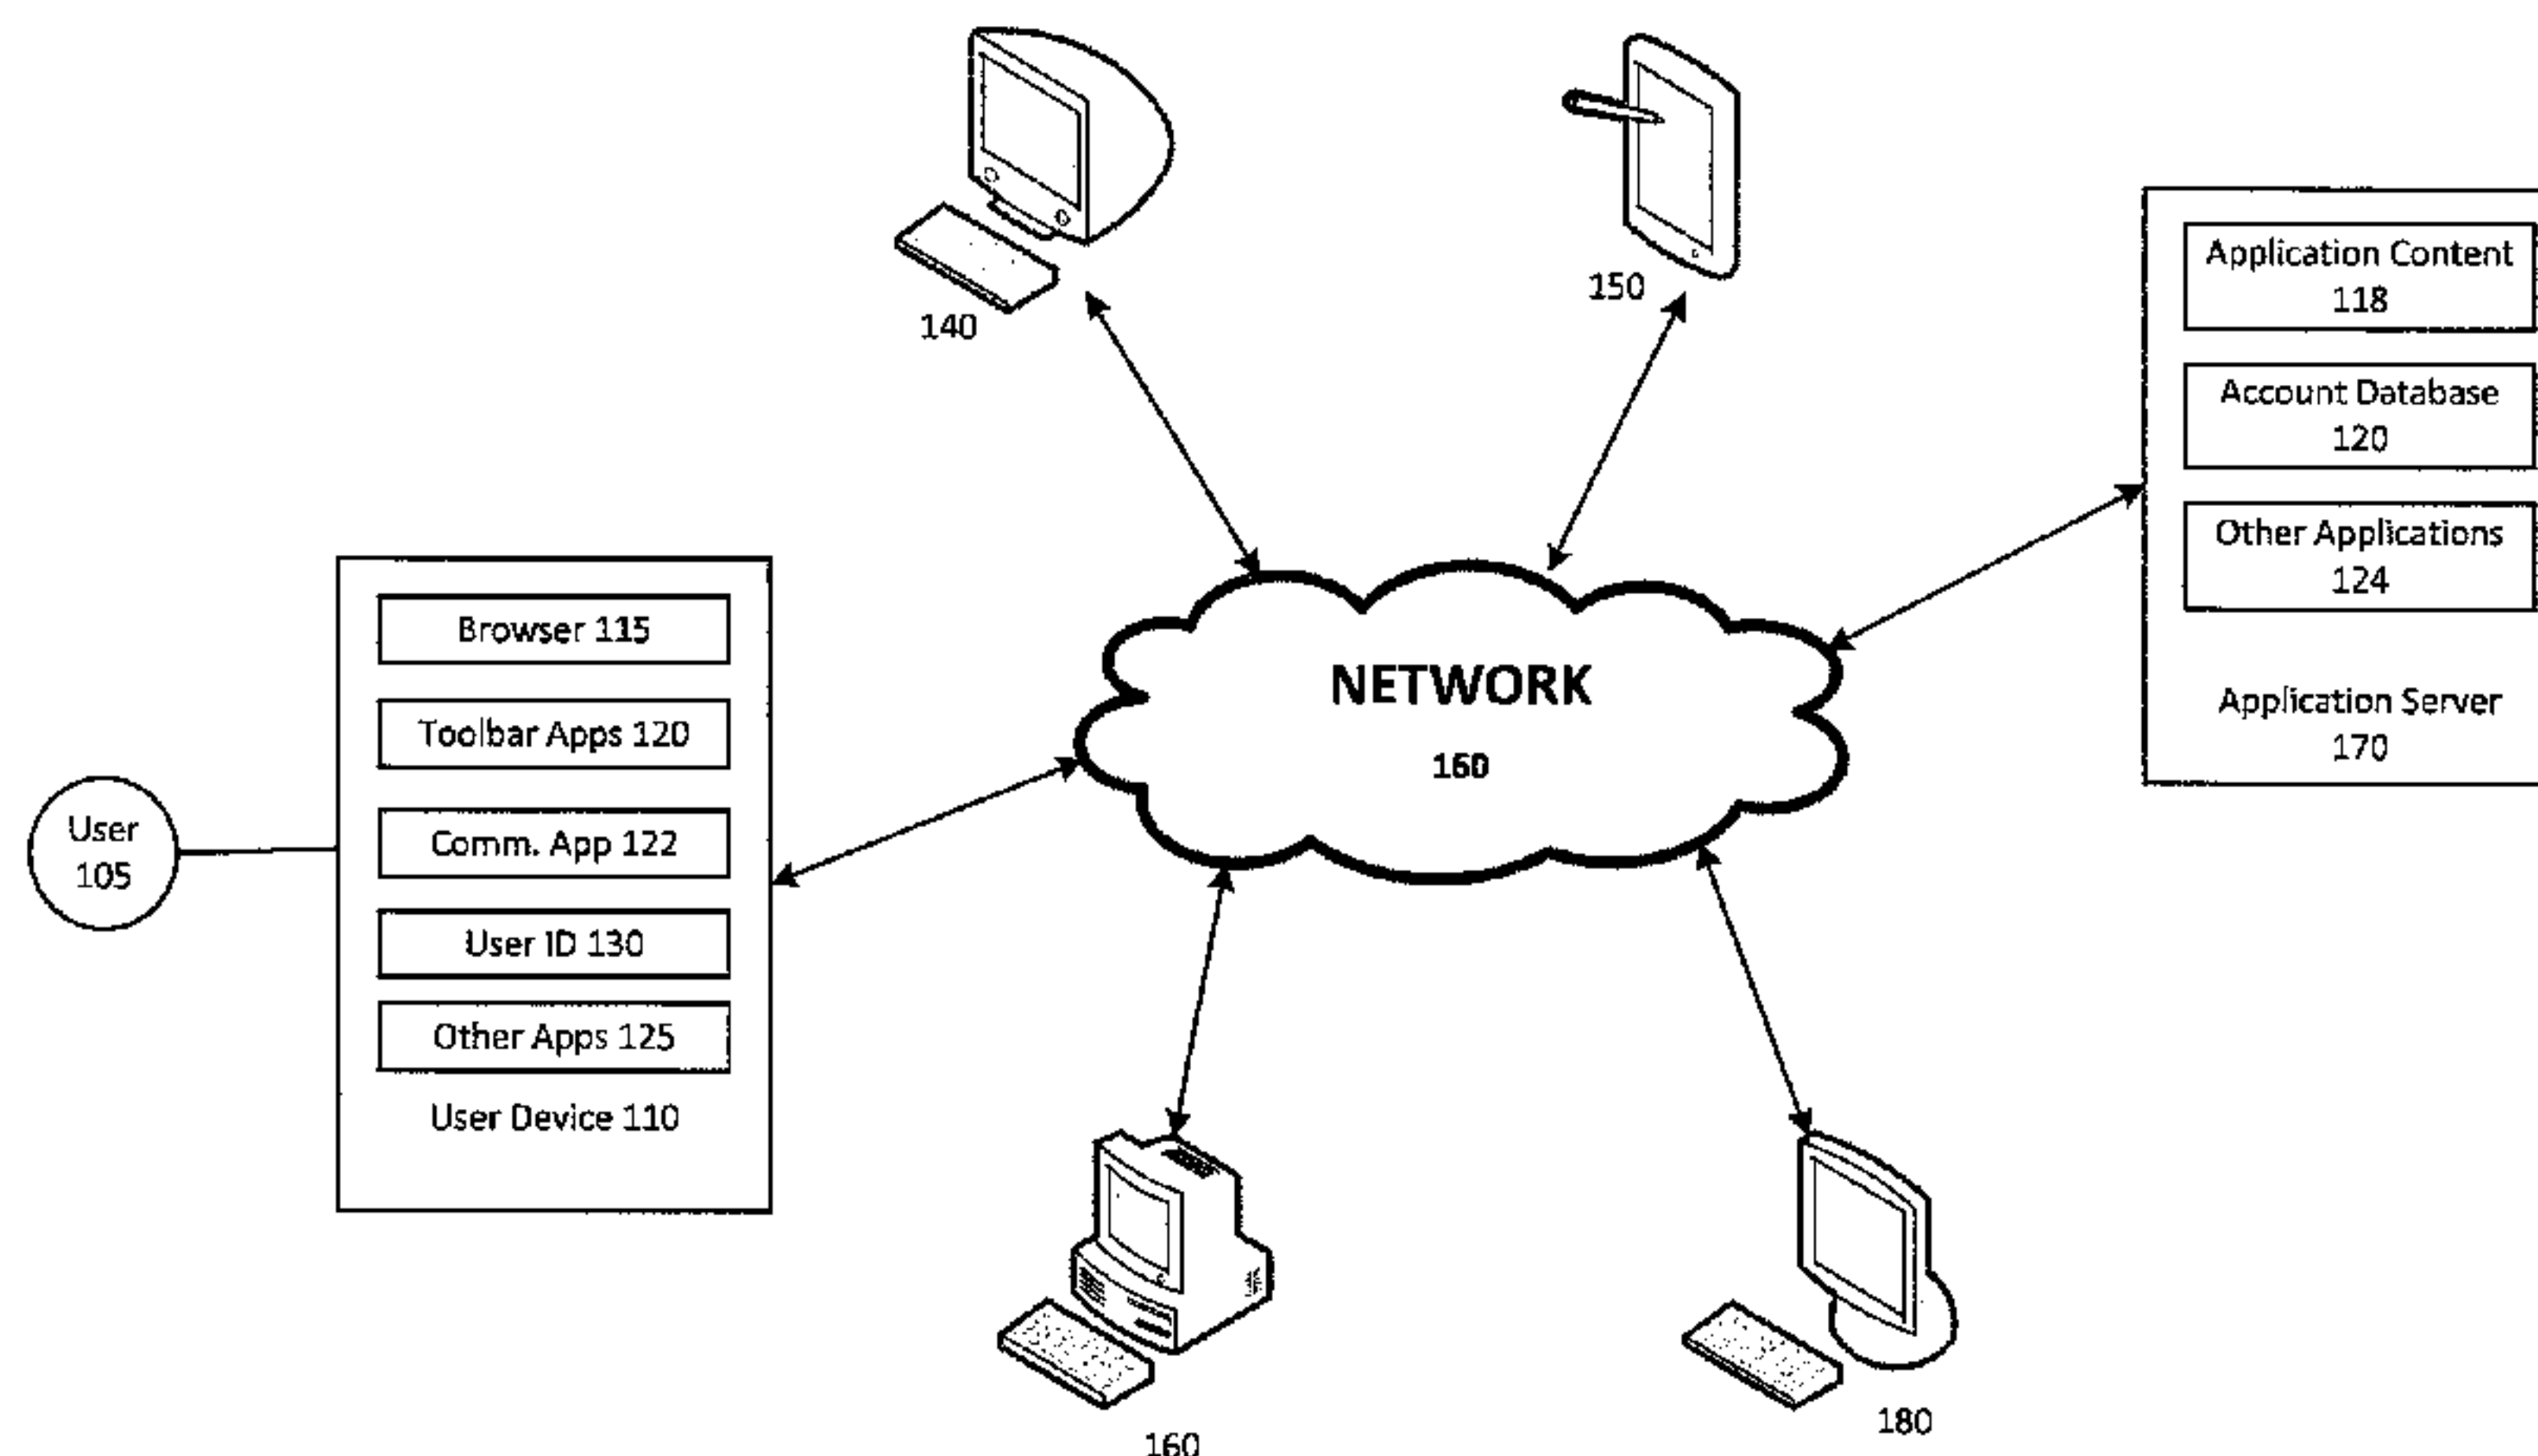 140
150
Application Content
118
Account Database
120
Other Applications
124
Application Server
170
Browser 115
Toolbar Apps 120
Comm. App 122
User ID 130
Other Apps 125
User Device 110
User
105
NETWORK
160
160
180